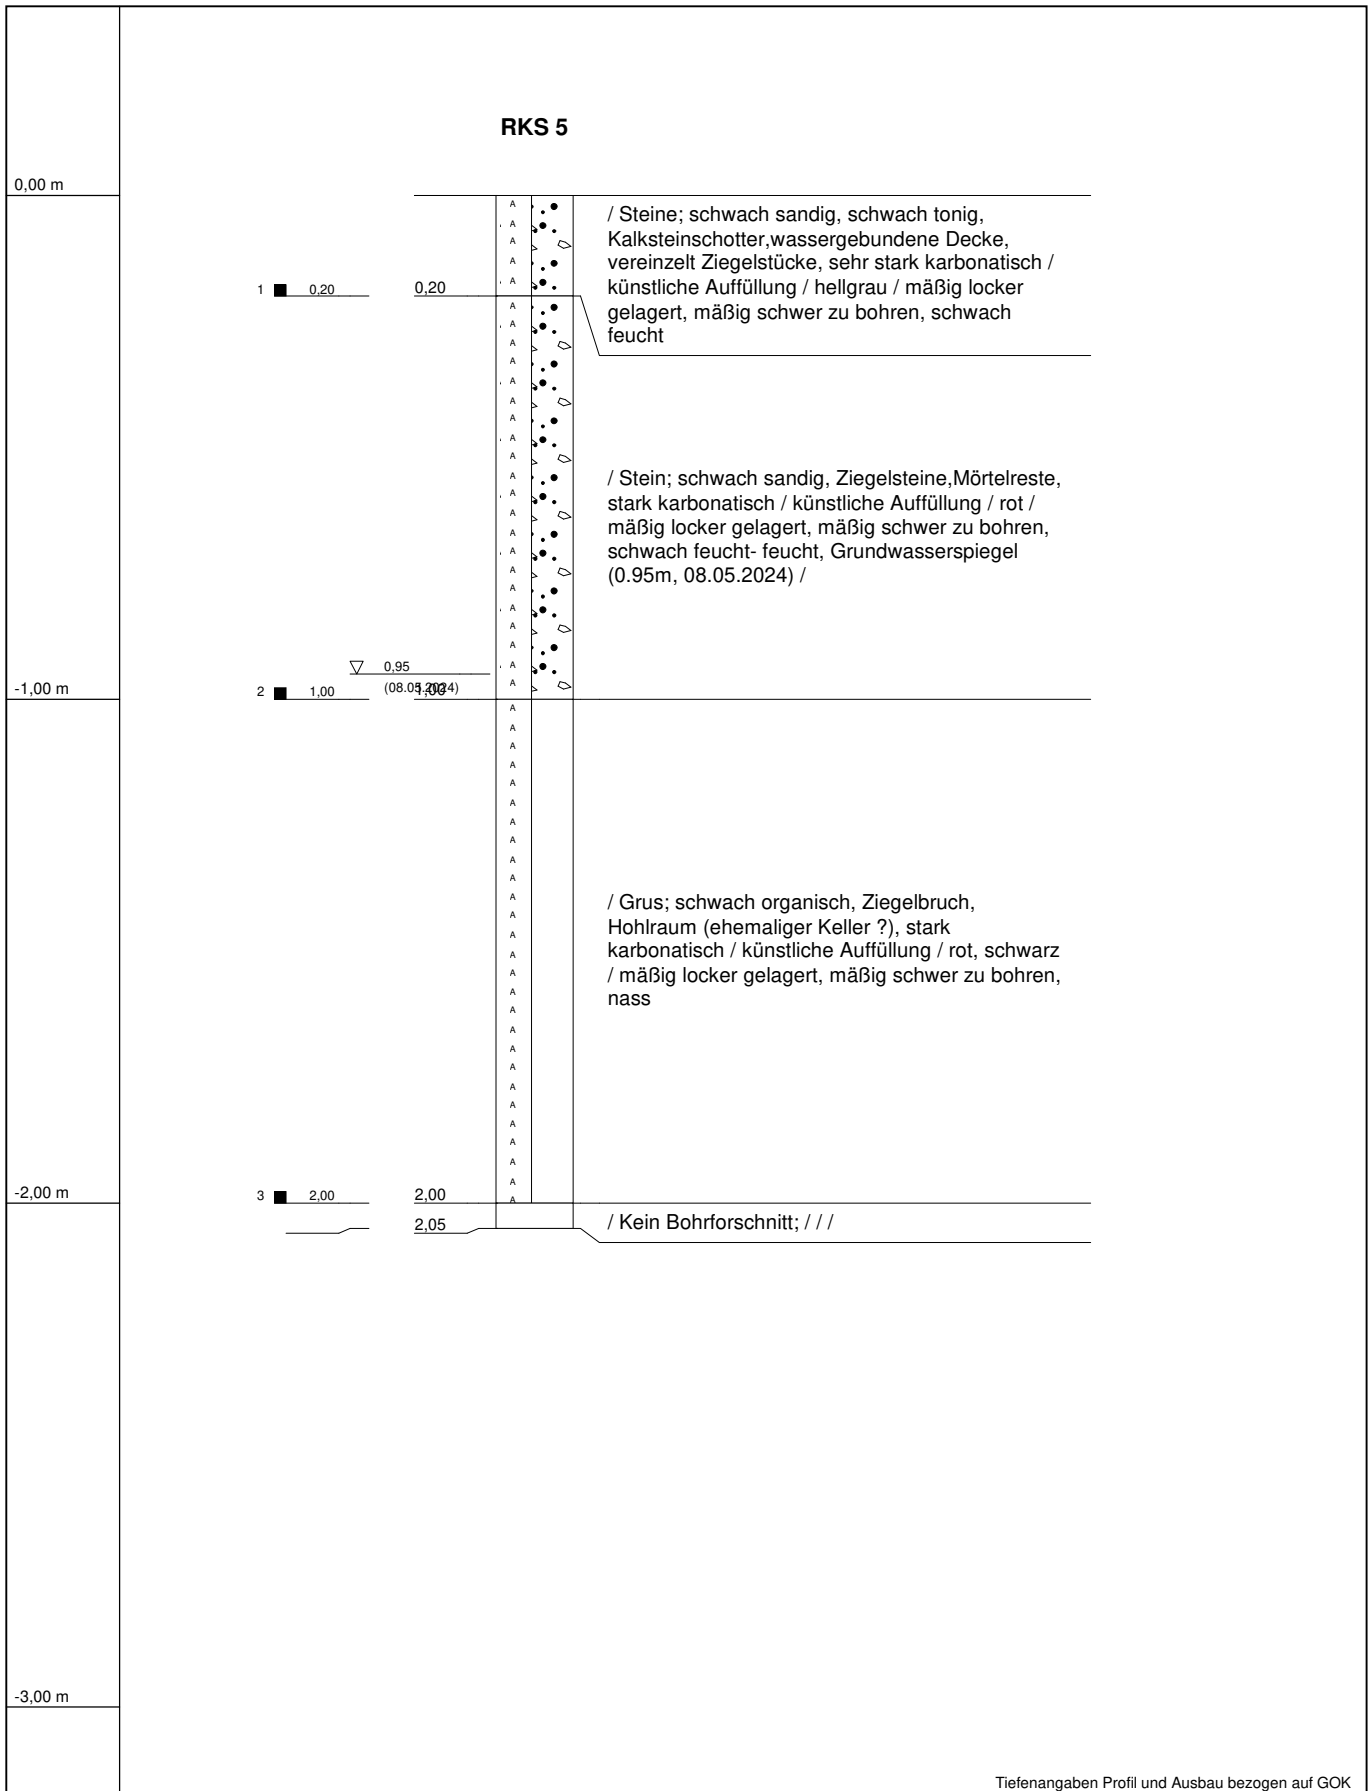 RKS 5
0,00 m
/ Steine; schwach sandig, schwach tonig,
Kalksteinschotter,wassergebundene Decke,
vereinzelt Ziegelstücke, sehr stark karbonatisch /
künstliche Auffüllung / hellgrau / mäßig locker
gelagert, mäßig schwer zu bohren, schwach
feucht
1 0,20 0,20
/ Stein; schwach sandig, Ziegelsteine,Mörtelreste,
stark karbonatisch / künstliche Auffüllung / rot /
mäßig locker gelagert, mäßig schwer zu bohren,
schwach feucht- feucht, Grundwasserspiegel
(0.95m, 08.05.2024) /
0,95
(08.05.2024)
-1,00 m 2 1,00 1,00
/ Grus; schwach organisch, Ziegelbruch,
Hohlraum (ehemaliger Keller ?), stark
karbonatisch / künstliche Auffüllung / rot, schwarz
/ mäßig locker gelagert, mäßig schwer zu bohren,
nass
-2,00 m 3 2,00 2,00
2,05 / Kein Bohrforschnitt; / / /
-3,00 m
Tiefenangaben Profil und Ausbau bezogen auf GOK